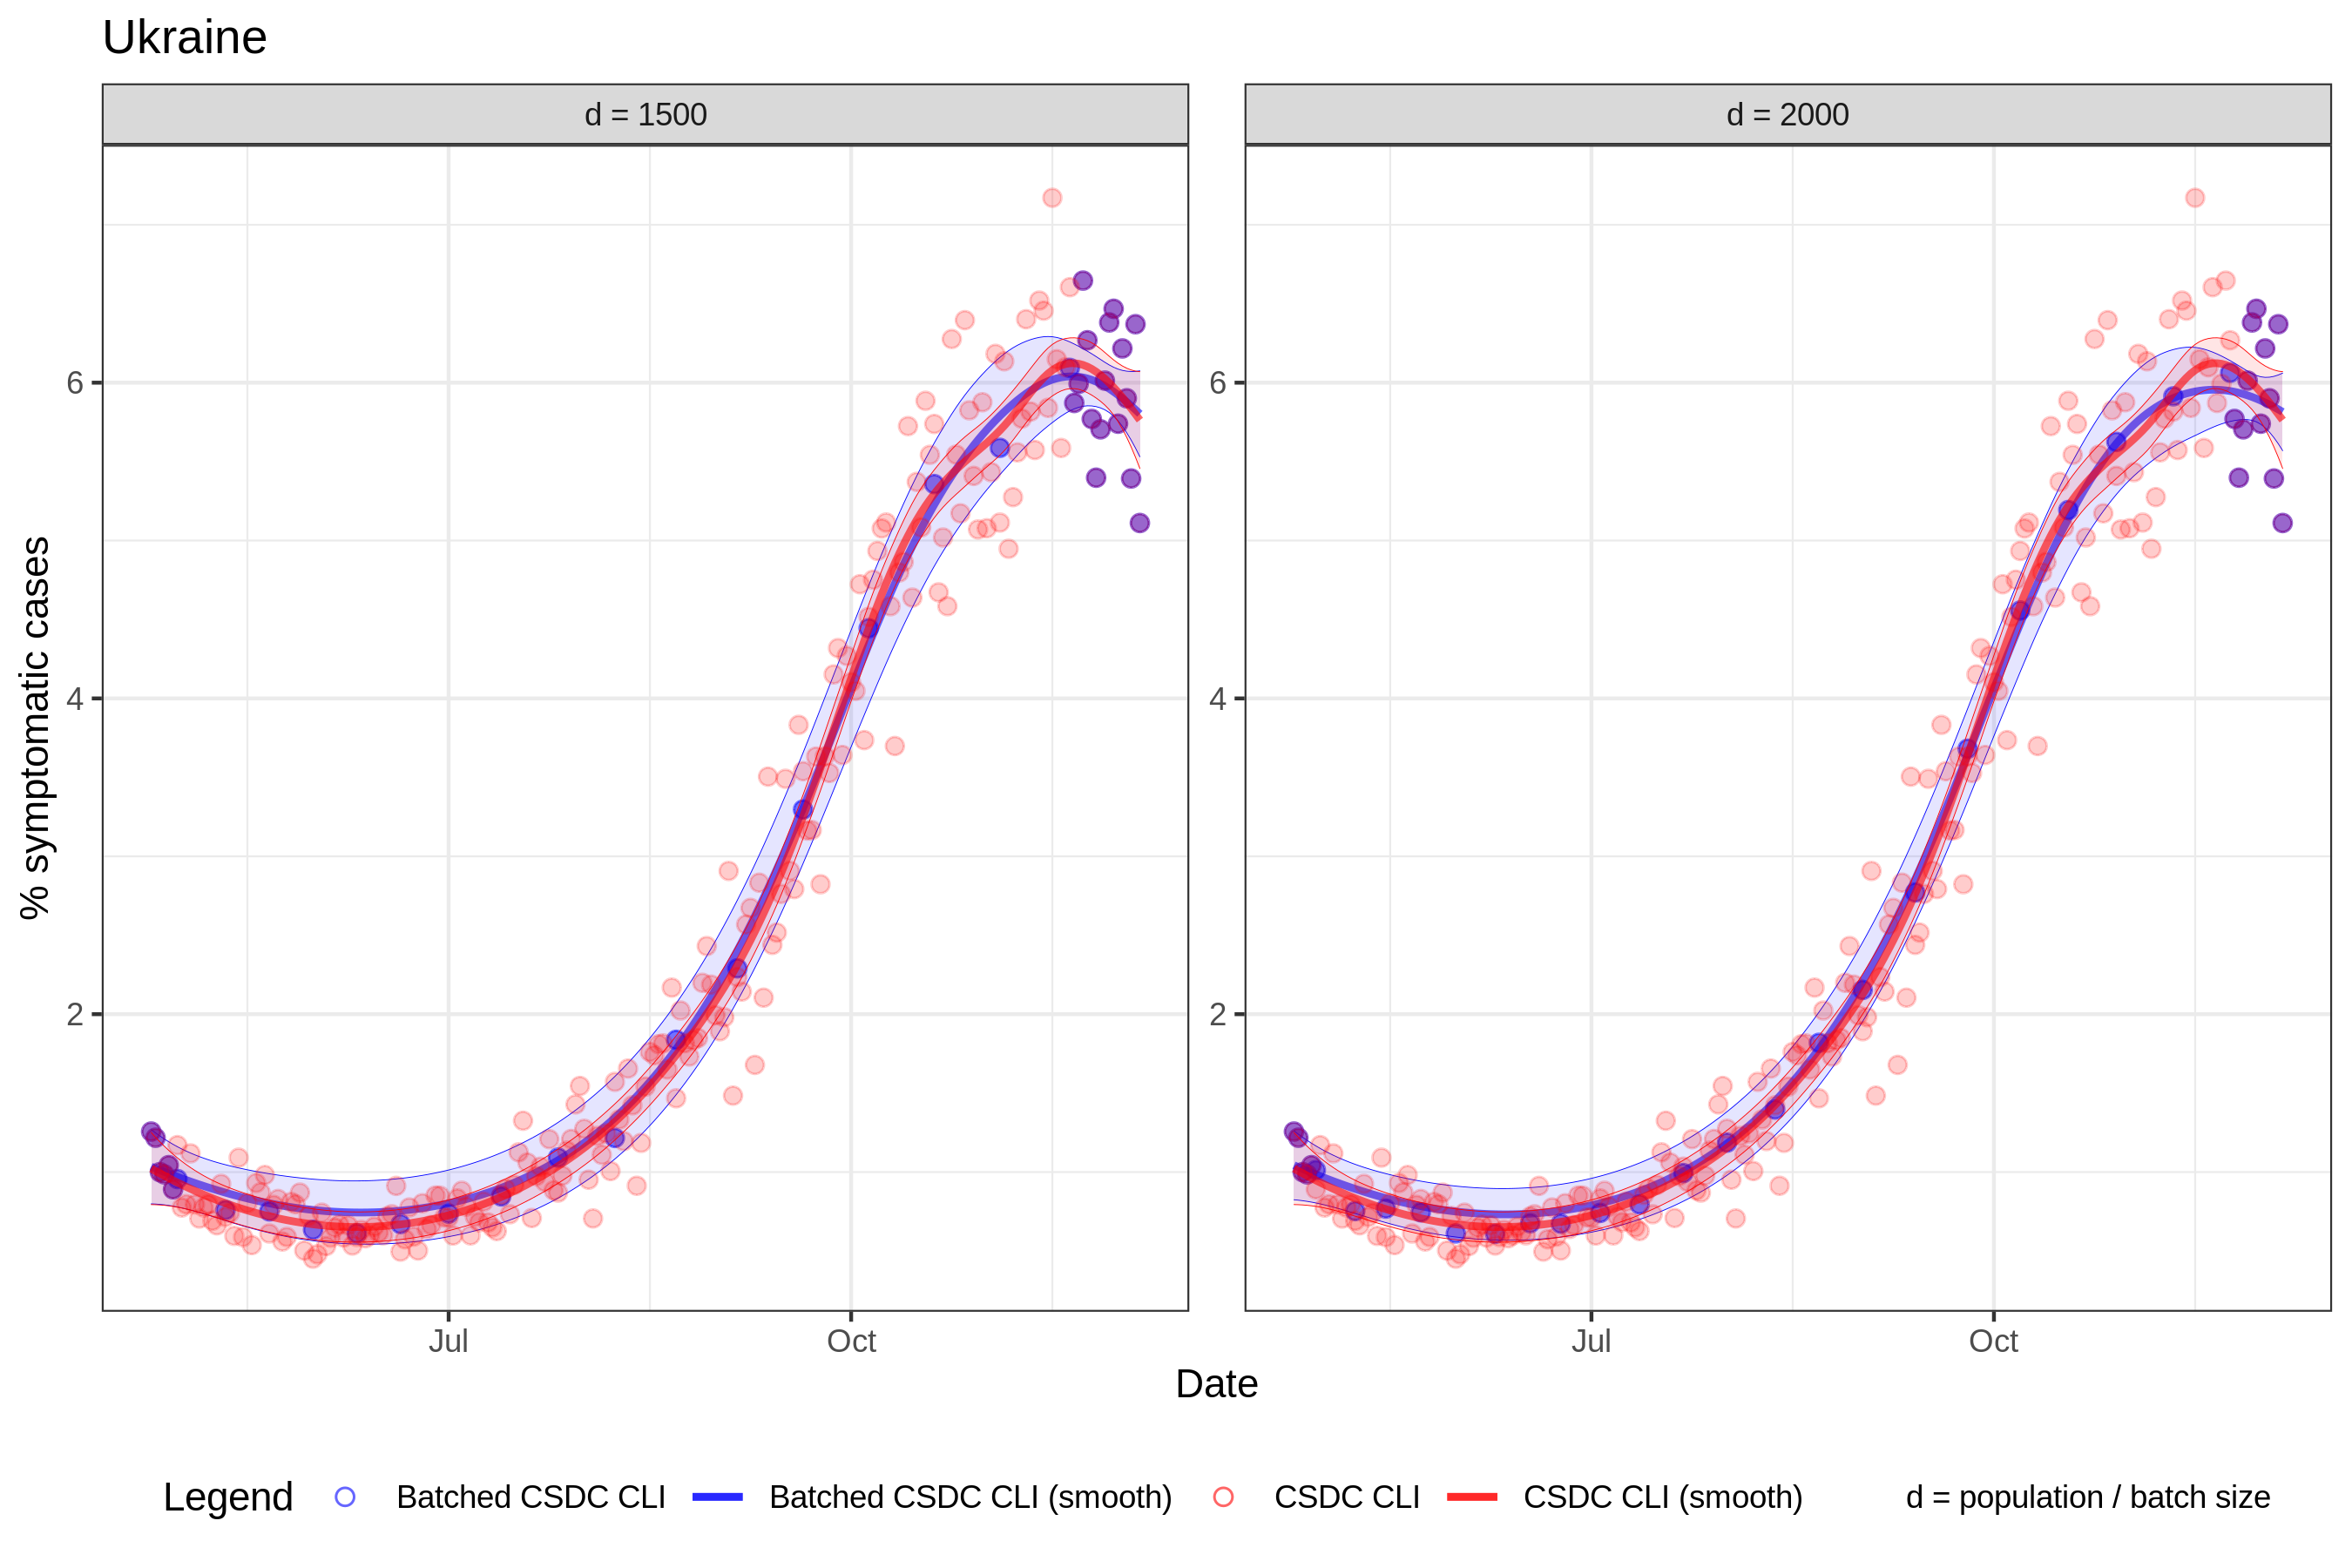 Ukraine
d = 1500
d = 2000
% symptomatic cases
6
4
2
6
4
2
Jul
Oct
Jul
Oct
Date
Legend
Batched CSDC CLI
Batched CSDC CLI (smooth)
CSDC CLI
CSDC CLI (smooth)
d = population / batch size